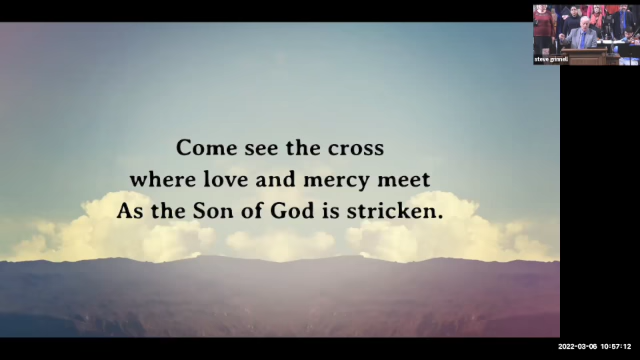 Come see the cross
where love and mercy meet
As the Son of God is stricken.
steve grinnell
2022-03-06 10:57:12